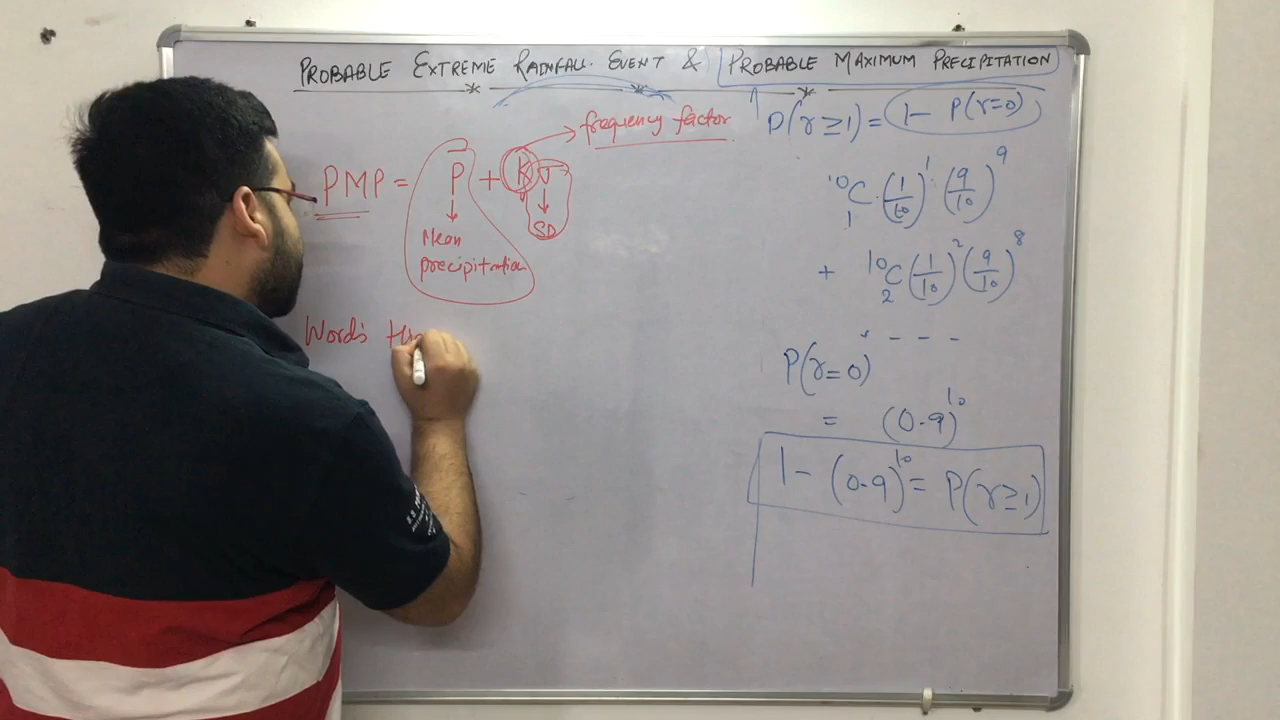 PROBABLE EXTREME RAINFALL EVENT & PROBABLE MAXIMUM PRECIPITATION
frequency factor
PMP = P̅ + Kσ
SD
Mean
precipitation
World's
P(r ≥ 1) = 1 - P(r=0)
¹⁰C₁ · (1/10)¹ · (9/10)⁹
+ ¹⁰C₂ (1/10)² (9/10)⁸
+ - - -
P(r=0)
= (0.9)¹⁰
1 - (0.9)¹⁰ = P(r≥1)